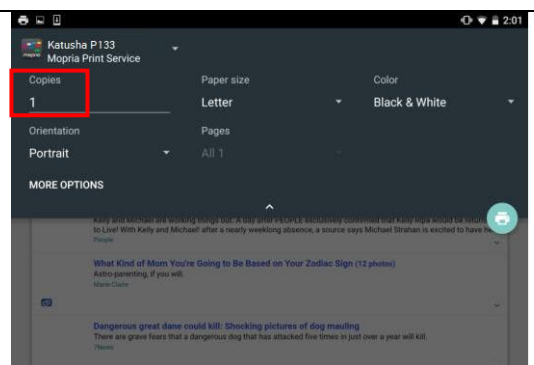 2:01
Katusha P133
mopria Mopria Print Service
Copies Paper size Color
1 Letter Black & White
Orientation Pages
Portrait All 1
MORE OPTIONS
Kelly and Michael are working things out. A day after PEOPLE exclusively confirmed that Kelly Ripa would be
to Live! With Kelly and Michael! after a nearly weeklong absence, a source says Michael Strahan is excited to have
People
What Kind of Mom You're Going to Be Based on Your Zodiac Sign (12 photos)
Astro-parenting, if you will.
Marie Claire
Dangerous great dane could kill: Shocking pictures of dog mauling
There are grave fears that a dangerous dog that has attacked five times in just over a year will kill.
7News